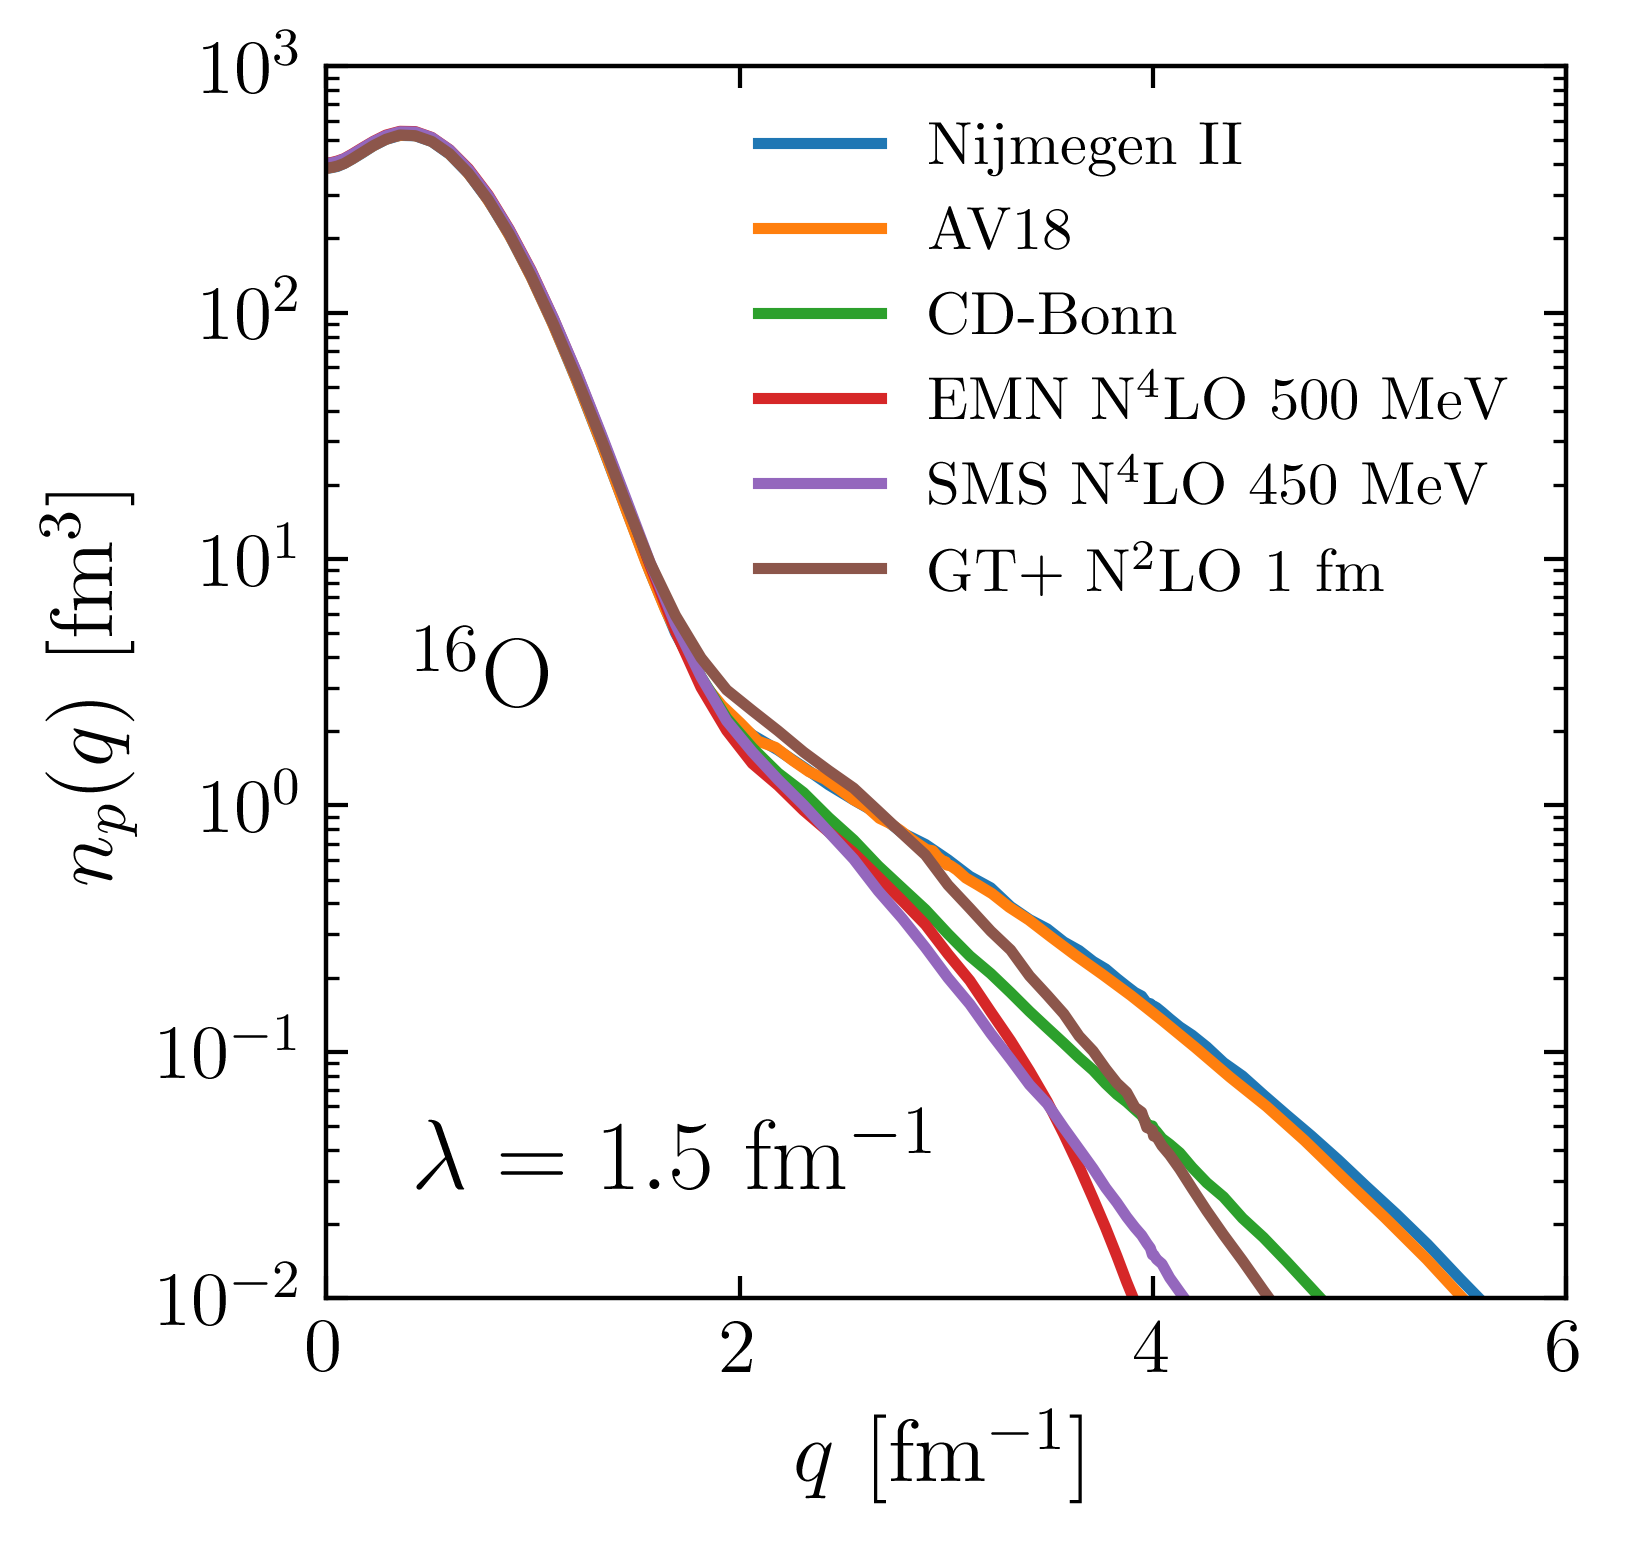 10³
10²
10¹
10⁰
10⁻¹
10⁻²
nₚ(q) [fm³]
Nijmegen II
AV18
CD-Bonn
EMN N⁴LO 500 MeV
SMS N⁴LO 450 MeV
GT+ N²LO 1 fm
¹⁶O
λ = 1.5 fm⁻¹
0 2 4 6
q [fm⁻¹]